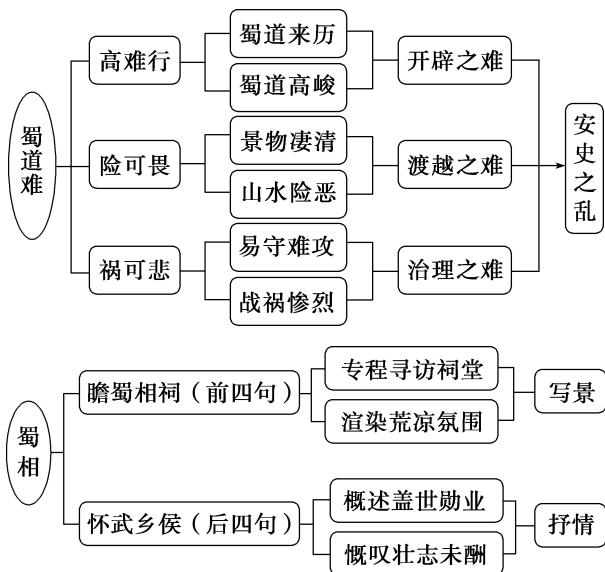 蜀道难
高难行
蜀道来历
蜀道高峻
开辟之难
险可畏
景物凄清
山水险恶
渡越之难
祸可悲
易守难攻
战祸惨烈
治理之难
安史之乱
蜀相
瞻蜀相祠（前四句）
专程寻访祠堂
渲染荒凉氛围
写景
怀武乡侯（后四句）
概述盖世勋业
慨叹壮志未酬
抒情